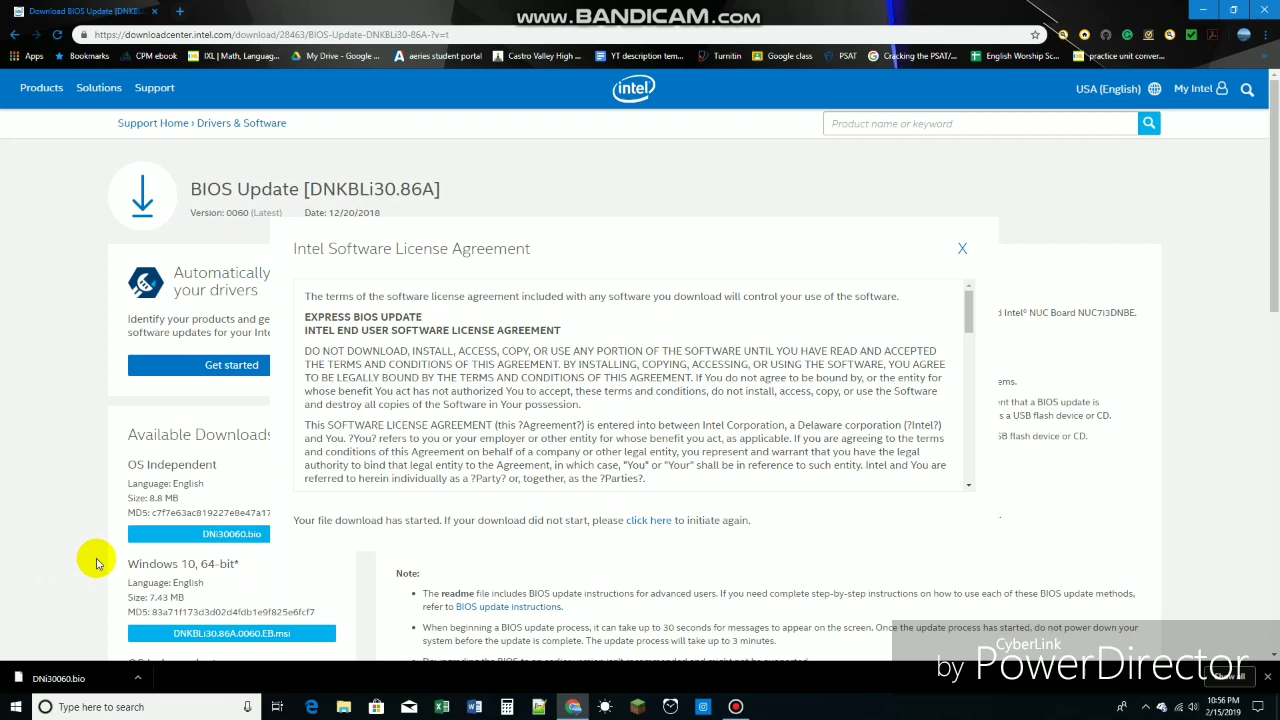 WWW.BANDICAM.COM
Download BIOS Update [DNKB
https://downloadcenter.intel.com/download/28463/BIOS-Update-DNKBLi30-86A-?v=t
Apps
Bookmarks
CPM ebook
IXL | Math, Languag...
My Drive - Google ...
aeries student portal
Castro Valley High...
YT description tem...
Turnitin
Google class
PSAT
Cracking the PSAT/...
English Worship Sc...
practice unit conver...
Products
Solutions
Support
intel
USA (English)
My Intel
Support Home › Drivers & Software
Product name or keyword
BIOS Update [DNKBLi30.86A]
Version: 0060 (Latest)
Date: 12/20/2018
Automatically
your drivers
Identify your products and ge
software updates for your Inte
Get started
Available Downloads
OS Independent
Language: English
Size: 8.8 MB
MD5: c7f7e63ac819227e8e47a17
DNi30060.bio
Windows 10, 64-bit*
Language: English
Size: 7.43 MB
MD5: 83a71f173d3d02d4fdb1e9f825e6fcf7
DNKBLi30.86A.0060.EB.msi
Intel Software License Agreement
X
The terms of the software license agreement included with any software you download will control your use of the software.
EXPRESS BIOS UPDATE
INTEL END USER SOFTWARE LICENSE AGREEMENT
DO NOT DOWNLOAD, INSTALL, ACCESS, COPY, OR USE ANY PORTION OF THE SOFTWARE UNTIL YOU HAVE READ AND ACCEPTED
THE TERMS AND CONDITIONS OF THIS AGREEMENT. BY INSTALLING, COPYING, ACCESSING, OR USING THE SOFTWARE, YOU AGREE
TO BE LEGALLY BOUND BY THE TERMS AND CONDITIONS OF THIS AGREEMENT. If You do not agree to be bound by, or the entity for
whose benefit You act has not authorized You to accept, these terms and conditions, do not install, access, copy, or use the Software
and destroy all copies of the Software in Your possession.
This SOFTWARE LICENSE AGREEMENT (this ?Agreement?) is entered into between Intel Corporation, a Delaware corporation (?Intel?)
and You. ?You? refers to you or your employer or other entity for whose benefit you act, as applicable. If you are agreeing to the terms
and conditions of this Agreement on behalf of a company or other legal entity, you represent and warrant that you have the legal
authority to bind that legal entity to the Agreement, in which case, "You" or "Your" shall be in reference to such entity. Intel and You are
referred to herein individually as a ?Party? or, together, as the ?Parties?.
Your file download has started. If your download did not start, please click here to initiate again.
d Intel® NUC Board NUC7i3DNBE.
ems.
ent that a BIOS update is
s a USB flash device or CD.
SB flash device or CD.
Note:
The readme file includes BIOS update instructions for advanced users. If you need complete step-by-step instructions on how to use each of these BIOS update methods,
refer to BIOS update instructions.
When beginning a BIOS update process, it can take up to 30 seconds for messages to appear on the screen. Once the update process has started, do not power down your
system before the update is complete. The update process will take up to 3 minutes.
CyberLink
by PowerDirector
DNi30060.bio
Show all
Type here to search
10:56 PM
2/15/2019